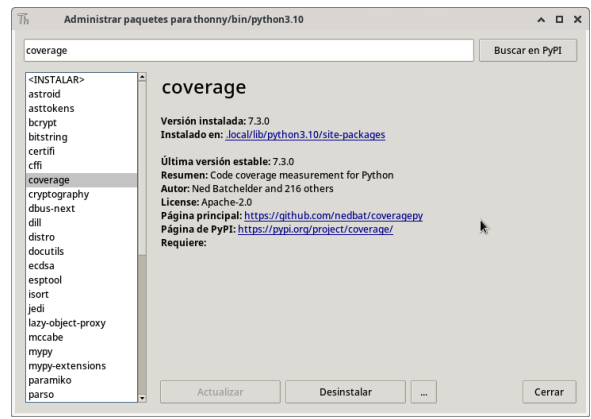 Th Administrar paquetes para thonny/bin/python3.10
coverage
Buscar en PyPI
<INSTALAR>
astroid
asttokens
bcrypt
bitstring
certifi
cffi
coverage
cryptography
dbus-next
dill
distro
docutils
ecdsa
esptool
isort
jedi
lazy-object-proxy
mccabe
mypy
mypy-extensions
paramiko
parso
coverage
Versión instalada: 7.3.0
Instalado en: .local/lib/python3.10/site-packages
Última versión estable: 7.3.0
Resumen: Code coverage measurement for Python
Autor: Ned Batchelder and 216 others
License: Apache-2.0
Página principal: https://github.com/nedbat/coveragepy
Página de PyPI: https://pypi.org/project/coverage/
Requiere:
Actualizar
Desinstalar
...
Cerrar